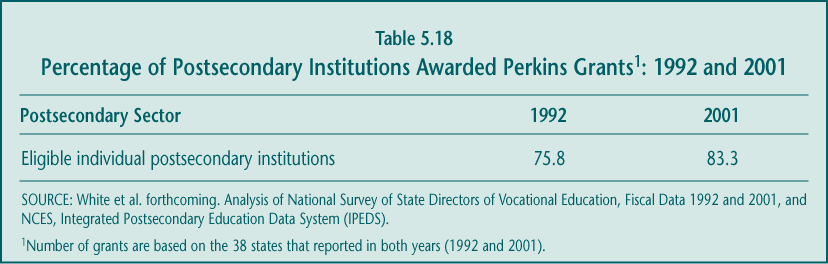 Table 5.18
Percentage of Postsecondary Institutions Awarded Perkins Grants¹: 1992 and 2001
Postsecondary Sector 1992 2001
Eligible individual postsecondary institutions 75.8 83.3
SOURCE: White et al. forthcoming. Analysis of National Survey of State Directors of Vocational Education, Fiscal Data 1992 and 2001, and
NCES, Integrated Postsecondary Education Data System (IPEDS).
¹Number of grants are based on the 38 states that reported in both years (1992 and 2001).